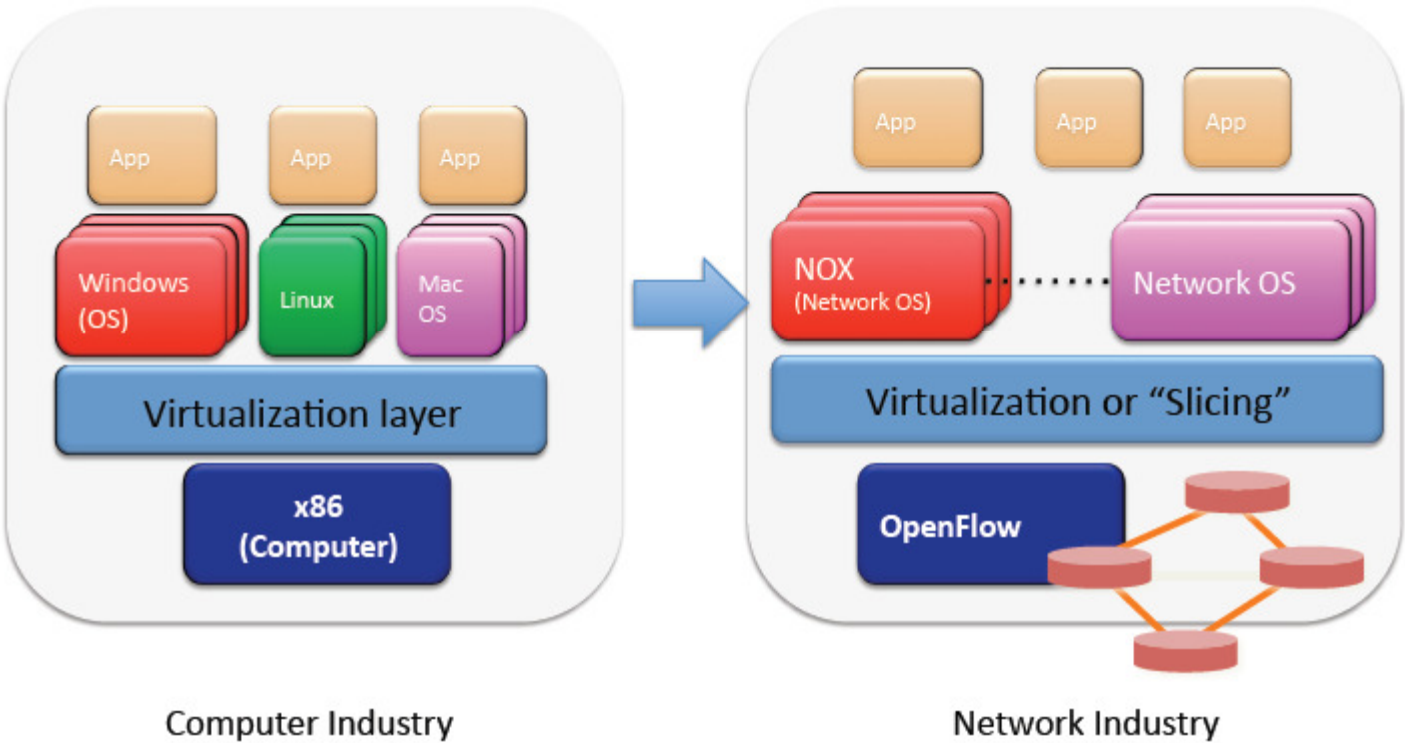 App
App
App
Windows
(OS)
Linux
Mac
OS
Virtualization layer
x86
(Computer)
Computer Industry
App
App
App
NOX
(Network OS)
Network OS
Virtualization or “Slicing”
OpenFlow
Network Industry